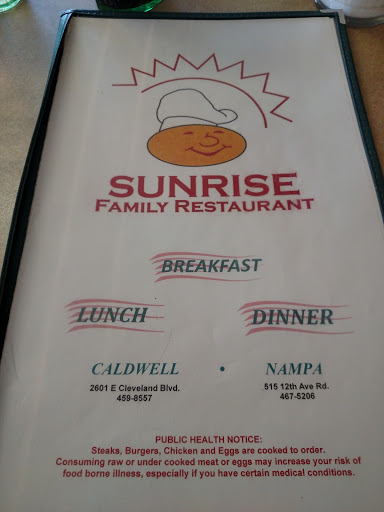 SUNRISE
FAMILY RESTAURANT
BREAKFAST
LUNCH DINNER
CALDWELL • NAMPA
2601 E Cleveland Blvd. 515 12th Ave Rd.
459-8557 467-5206
PUBLIC HEALTH NOTICE:
Steaks, Burgers, Chicken and Eggs are cooked to order.
Consuming raw or under cooked meat or eggs may increase your risk of
food borne illness, especially if you have certain medical conditions.